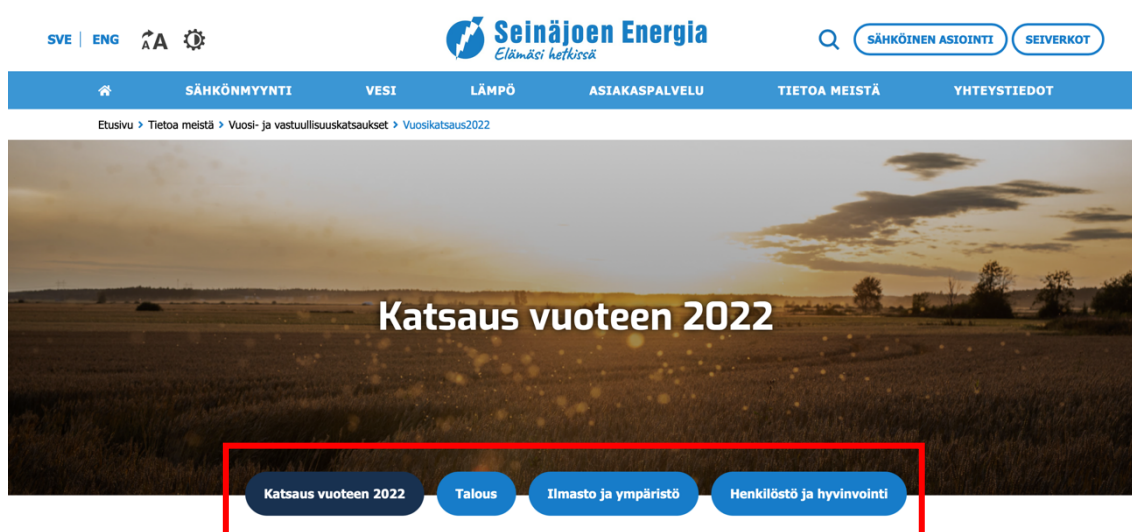 SVE | ENG
AA
Seinäjoen Energia
Elämäsi hetkissä
SÄHKÖINEN ASIOINTI
SEIVERKOT
SÄHKÖNMYYNTI VESI LÄMPÖ ASIAKASPALVELU TIETOA MEISTÄ YHTEYSTIEDOT
Etusivu > Tietoa meistä > Vuosi- ja vastuullisuuskatsaukset > Vuosikatsaus2022
Katsaus vuoteen 2022
Katsaus vuoteen 2022 Talous Ilmasto ja ympäristö Henkilöstö ja hyvinvointi